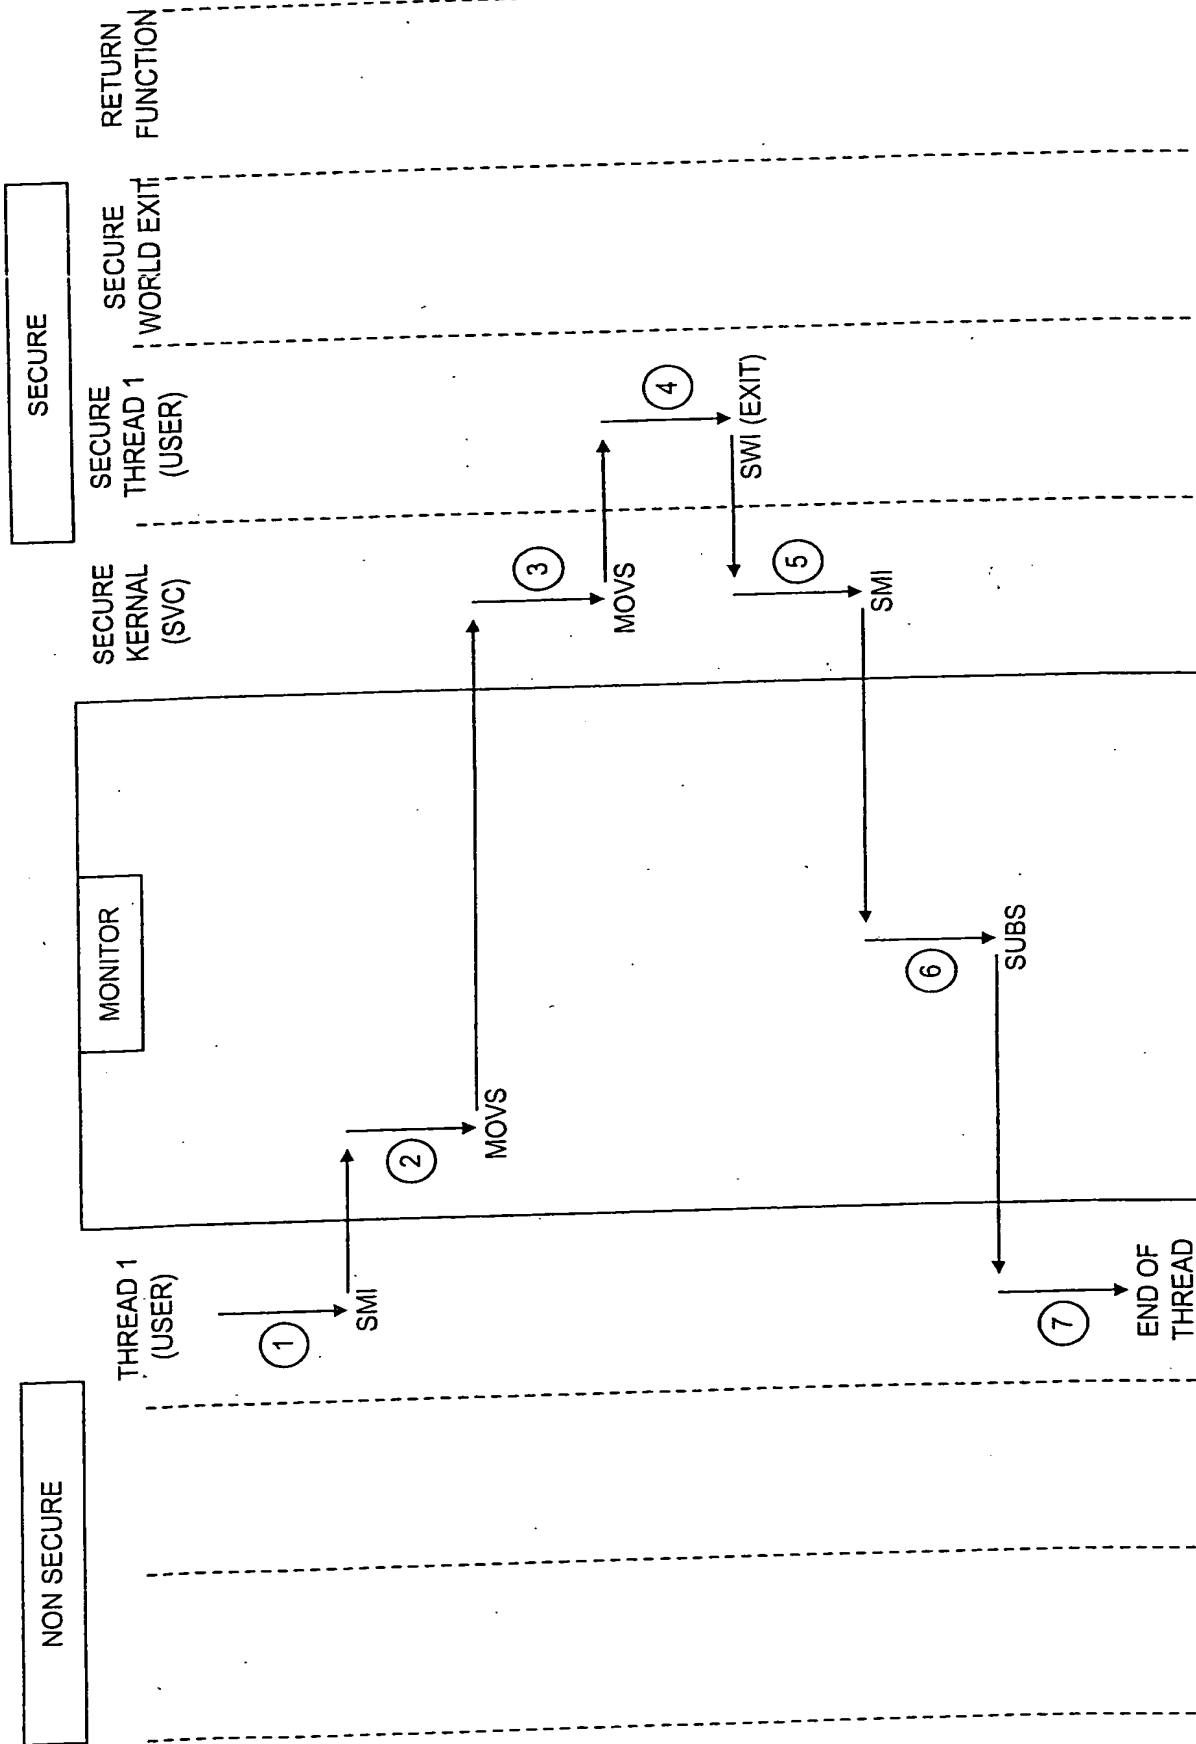 NON SECURE
MONITOR
SECURE
THREAD 1
(USER)
SECURE
KERNAL
(SVC)
SECURE
THREAD 1
(USER)
SECURE
WORLD EXIT
RETURN
FUNCTION
1
SMI
2
MOVS
3
MOVS
4
SWI (EXIT)
5
SMI
6
SUBS
7
END OF
THREAD